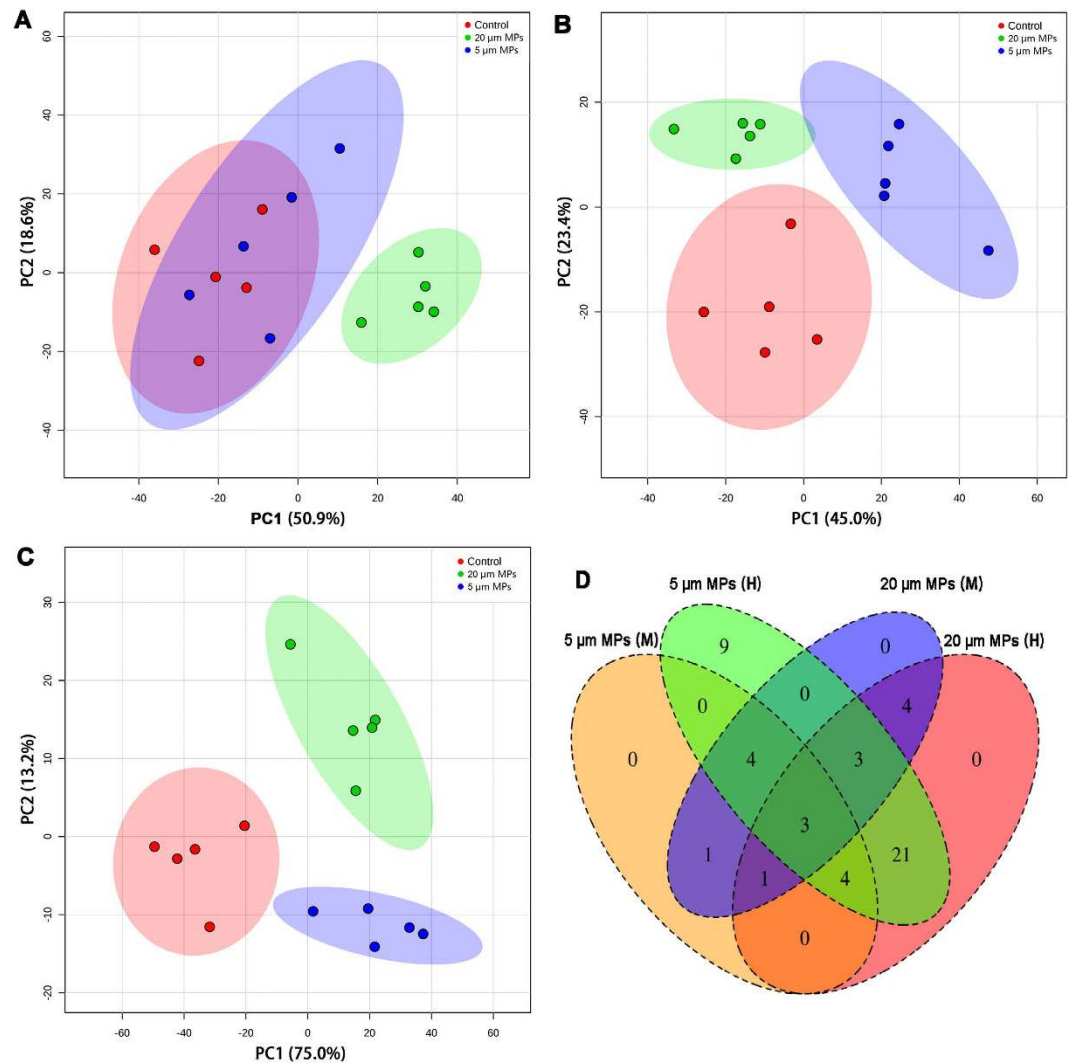 A
Control
20 μm MPs
5 μm MPs
60
40
20
0
-20
-40
PC2 (18.6%)
-40
-20
0
20
40
PC1 (50.9%)
B
Control
20 μm MPs
5 μm MPs
20
0
-20
-40
PC2 (23.4%)
-40
-20
0
20
40
60
PC1 (45.0%)
C
Control
20 μm MPs
5 μm MPs
30
20
10
0
-10
-20
PC2 (13.2%)
-60
-40
-20
0
20
40
60
PC1 (75.0%)
D
5 μm MPs (H)
20 μm MPs (M)
5 μm MPs (M)
20 μm MPs (H)
9
0
0
0
4
0
4
3
0
3
1
21
1
4
0